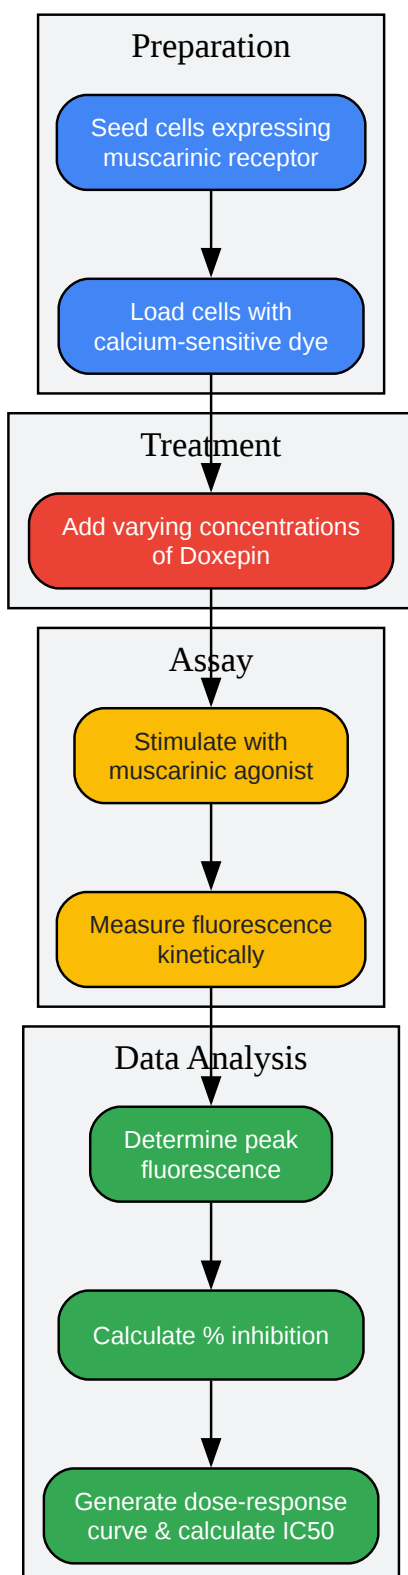 Preparation
Seed cells expressing
muscarinic receptor
Load cells with
calcium-sensitive dye
Treatment
Add varying concentrations
of Doxepin
Assay
Stimulate with
muscarinic agonist
Measure fluorescence
kinetically
Data Analysis
Determine peak
fluorescence
Calculate % inhibition
Generate dose-response
curve & calculate IC50